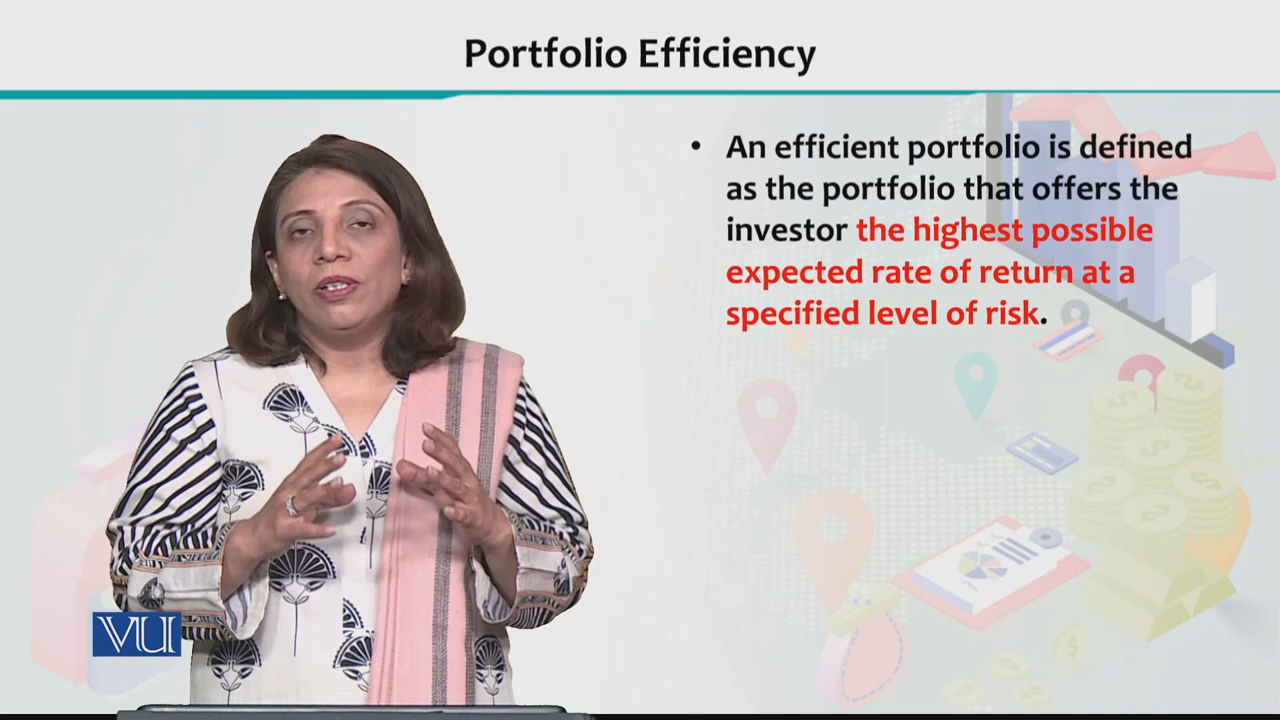 Portfolio Efficiency
• An efficient portfolio is defined
as the portfolio that offers the
investor the highest possible
expected rate of return at a
specified level of risk.
VU